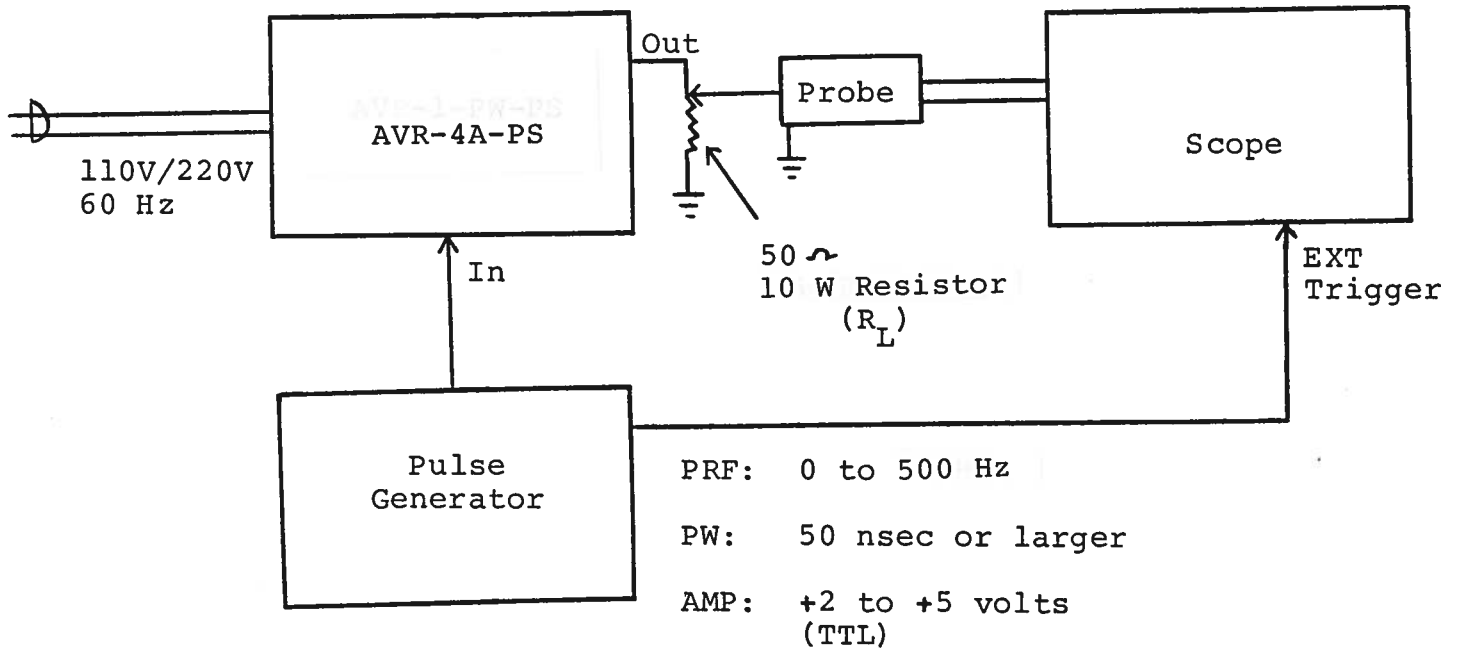 Out
AVR-4A-PS
Probe
Scope
110V/220V
60 Hz
In
50 Ω
10 W Resistor
(R_L)
EXT
Trigger
Pulse
Generator
PRF: 0 to 500 Hz
PW: 50 nsec or larger
AMP: +2 to +5 volts
(TTL)